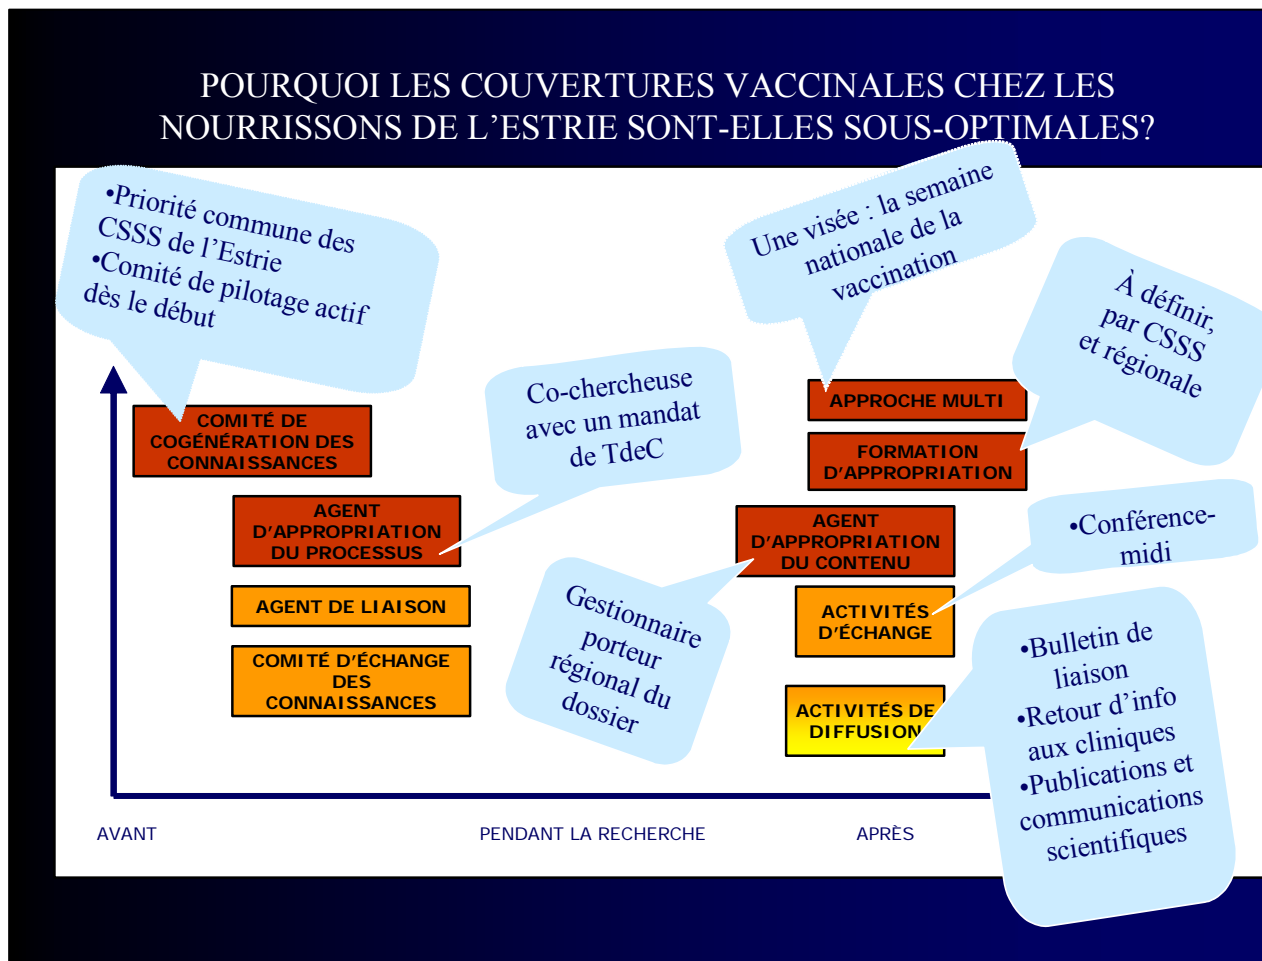 POURQUOI LES COUVERTURES VACCINALES CHEZ LES
NOURRISSONS DE L’ESTRIE SONT-ELLES SOUS-OPTIMALES?
•Priorité commune des
CSSS de l’Estrie
•Comité de pilotage actif
dès le début
Une visée : la semaine
nationale de la
vaccination
À définir,
par CSSS
et régionale
Co-chercheuse
avec un mandat
de TdeC
COMITÉ DE
COGÉNÉRATION DES
CONNAISSANCES
APPROCHE MULTI
FORMATION
D'APPROPRIATION
AGENT
D'APPROPRIATION
DU PROCESSUS
AGENT
D'APPROPRIATION
DU CONTENU
•Conférence-
midi
AGENT DE LIAISON
Gestionnaire
porteur
régional du
dossier
ACTIVITÉS
D'ÉCHANGE
COMITÉ D'ÉCHANGE
DES
CONNAISSANCES
ACTIVITÉS DE
DIFFUSION
•Bulletin de
liaison
•Retour d’info
aux cliniques
•Publications et
communications
scientifiques
AVANT
PENDANT LA RECHERCHE
APRÈS